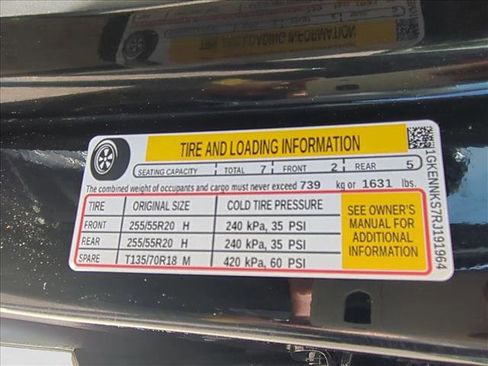 TIRE AND LOADING INFORMATION
SEATING CAPACITY TOTAL 7 FRONT 2 REAR 5
The combined weight of occupants and cargo must never exceed 739 kg or 1631 lbs.
TIRE ORIGINAL SIZE COLD TIRE PRESSURE
FRONT 255/55R20 H 240 kPa, 35 PSI
REAR 255/55R20 H 240 kPa, 35 PSI
SPARE T135/70R18 M 420 kPa, 60 PSI
SEE OWNER'S
MANUAL FOR
ADDITIONAL
INFORMATION
1GKENNKS7RJ191964